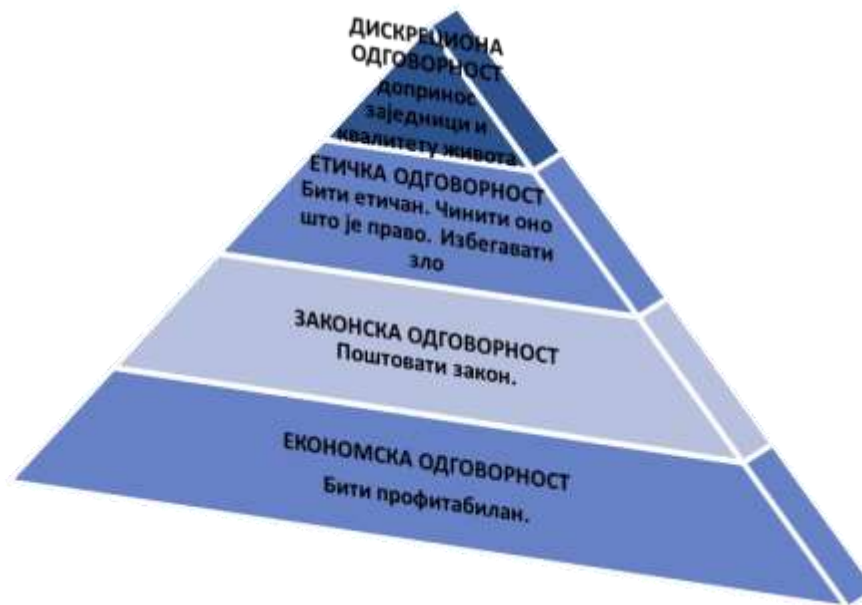 ДИСКРЕЦИОНА
ОДГОВОРНОСТ
допринос
заједници и
квалитету живота
ЕТИЧКА ОДГОВОРНОСТ
Бити етичан. Чинити оно
што је право. Избегавати
зло
ЗАКОНСКА ОДГОВОРНОСТ
Поштовати закон.
ЕКОНОМСКА ОДГОВОРНОСТ
Бити профитабилан.